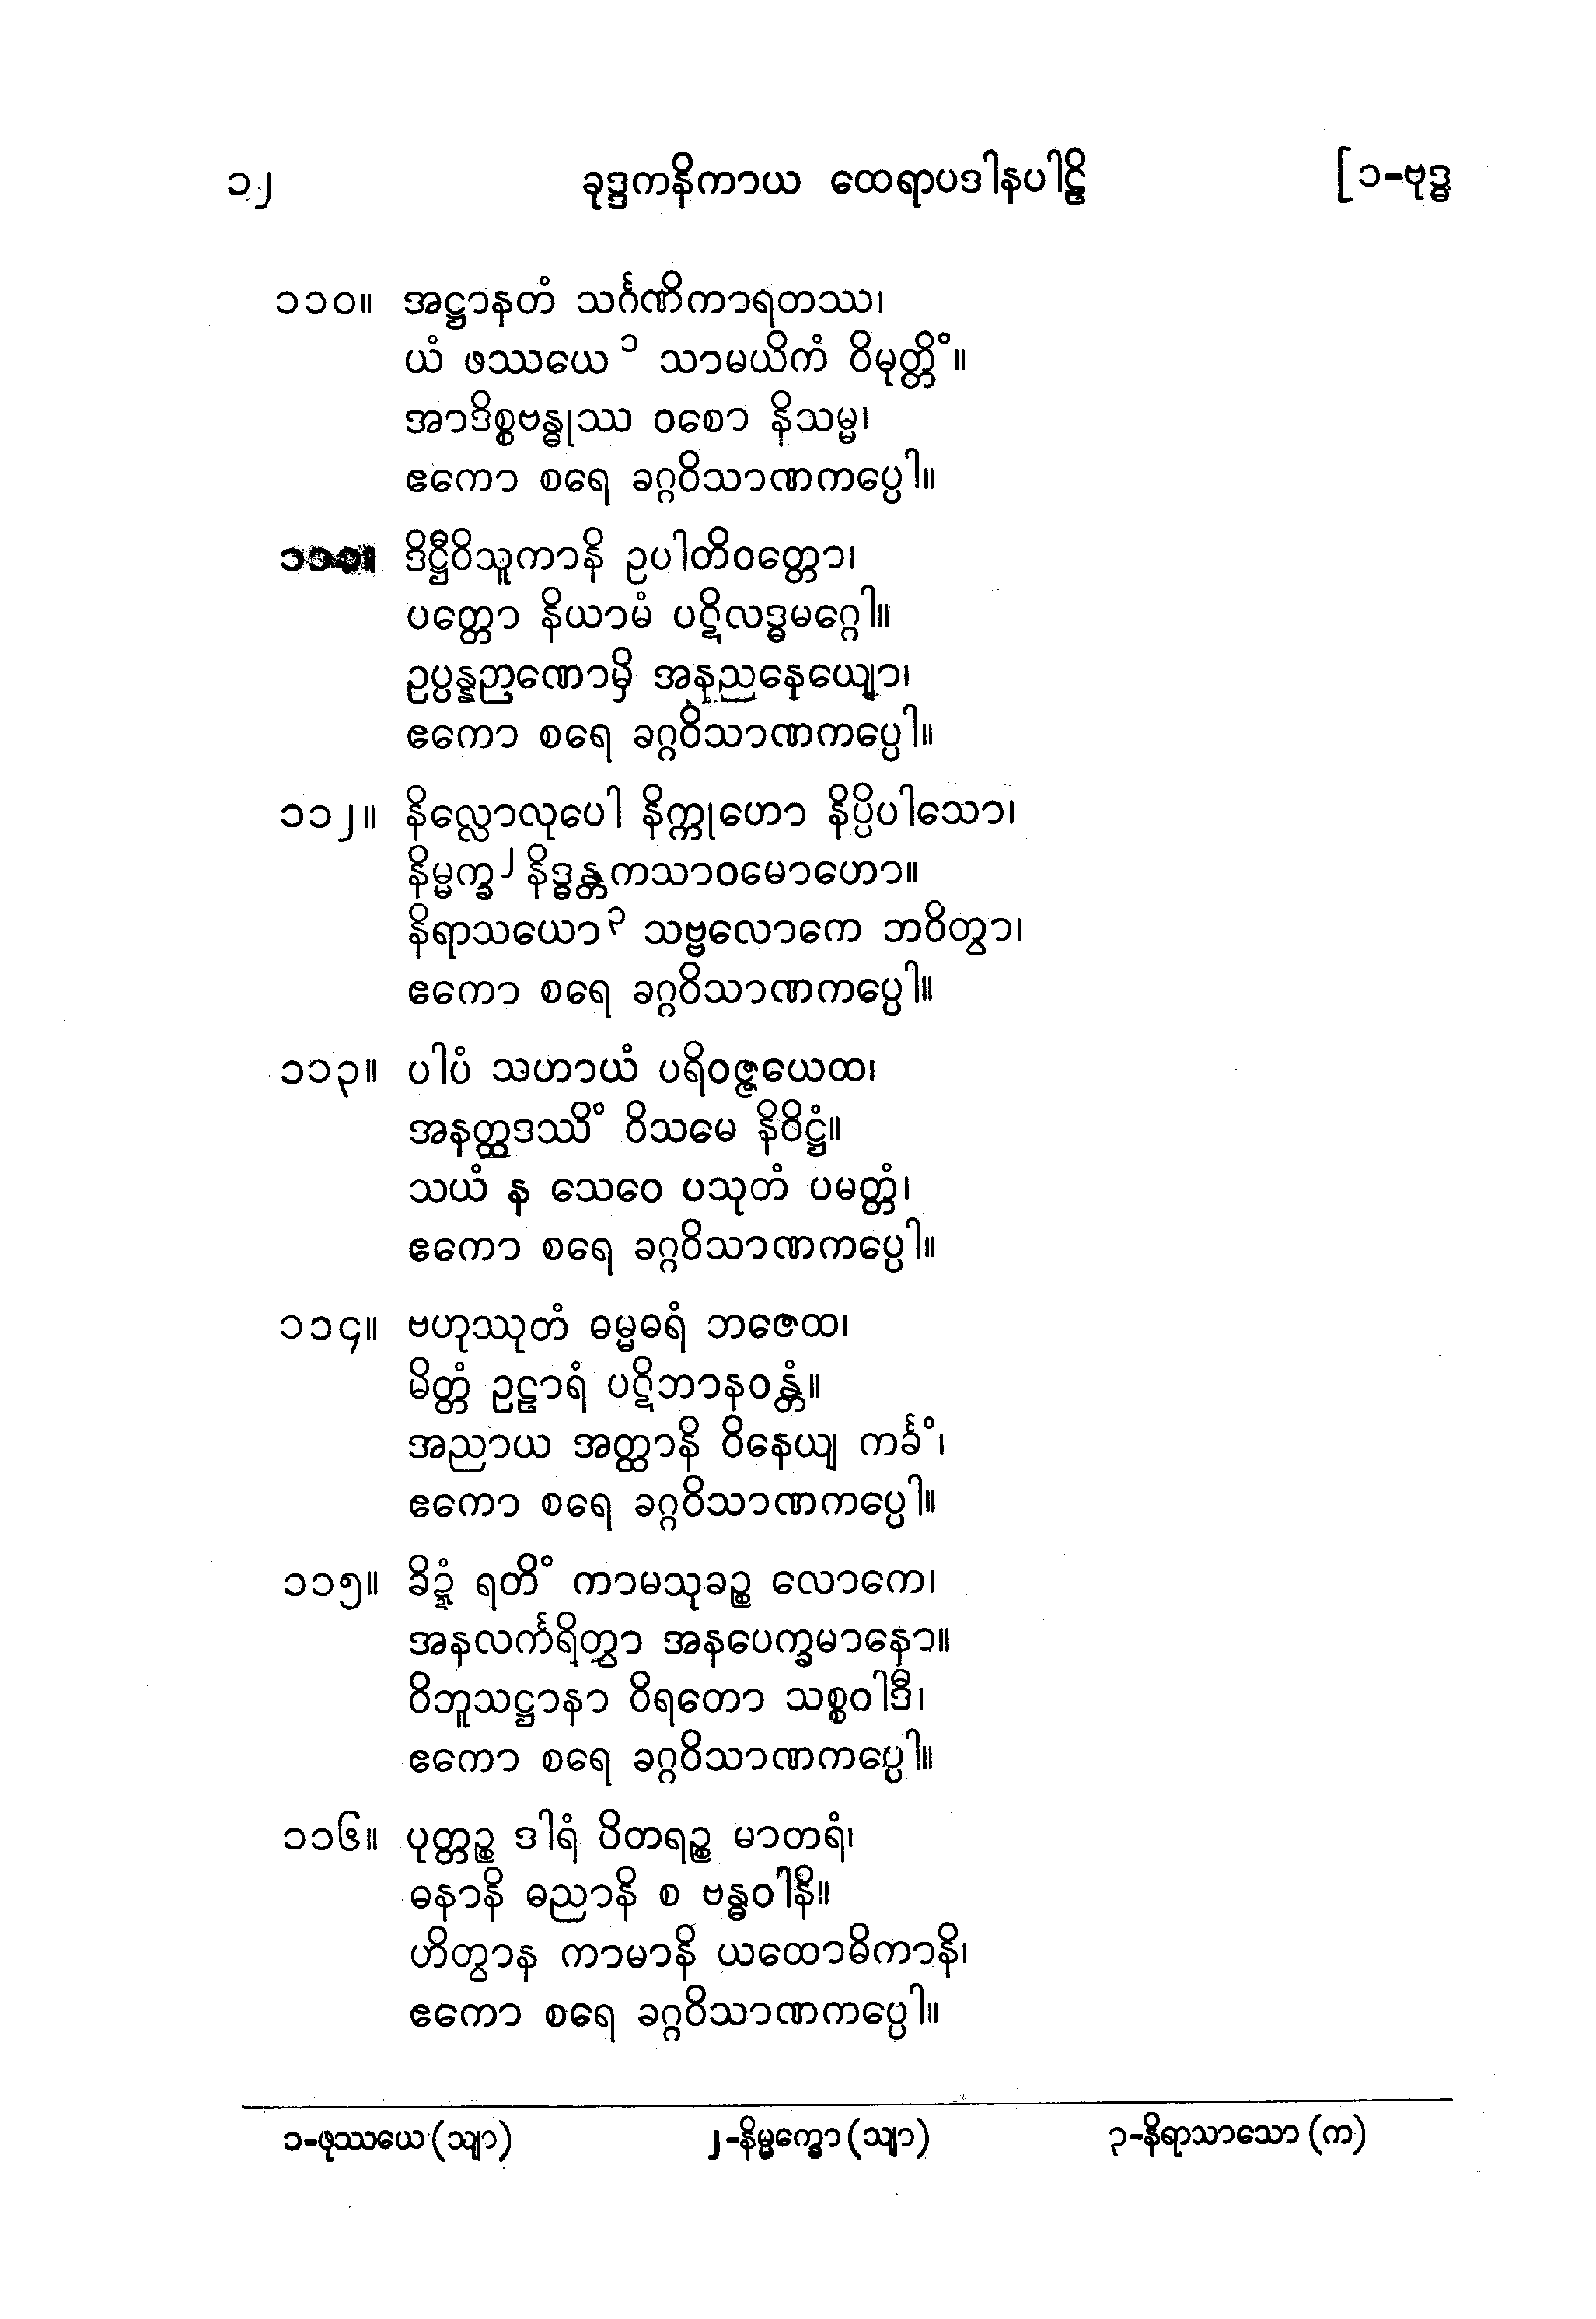 ၁၂ ခုဒ္ဒကနိကာယ ထေရာပဒါနပါဠိ [၁-ဗုဒ္ဓ
၁၁၀။ အဋ္ဌာနတံ သင်္ဂဏိကာရတဿ၊
ယံ ဖဿယေ ၁ သာမယိကံ ဝိမုတ္တိံ။
အာဒိစ္စဗန္ဓုဿ ဝစော နိသမ္မ၊
ဧကော စရေ ခဂ္ဂဝိသာဏကပ္ပေါ။
၁၁၁။ ဒိဋ္ဌီဝိသူကာနိ ဥပါတိဝတ္တော၊
ပတ္တော နိယာမံ ပဋိလဒ္ဓမဂ္ဂေါ။
ဥပ္ပန္နဉာဏောမှိ အနညနေယျော၊
ဧကော စရေ ခဂ္ဂဝိသာဏကပ္ပေါ။
၁၁၂။ နိလ္လောလုပေါ နိက္ကုဟော နိပ္ပိပါသော၊
နိမ္မက္ခ ၂ နိဒ္ဓန္တကသာဝမောဟော။
နိရာသယော ၃ သဗ္ဗလောကေ ဘဝိတွာ၊
ဧကော စရေ ခဂ္ဂဝိသာဏကပ္ပေါ။
၁၁၃။ ပါပံ သဟာယံ ပရိဝဇ္ဇယေထ၊
အနတ္ထဒဿိံ ဝိသမေ နိဝိဋ္ဌံ။
သယံ န သေဝေ ပသုတံ ပမတ္တံ၊
ဧကော စရေ ခဂ္ဂဝိသာဏကပ္ပေါ။
၁၁၄။ ဗဟုဿုတံ ဓမ္မဓရံ ဘဇေထ၊
မိတ္တံ ဥဠာရံ ပဋိဘာနဝန္တံ။
အညာယ အတ္ထာနိ ဝိနေယျ ကင်္ခံ၊
ဧကော စရေ ခဂ္ဂဝိသာဏကပ္ပေါ။
၁၁၅။ ခိဍ္ဍံ ရတိံ ကာမသုခဉ္စ လောကေ၊
အနလင်္ကရိတွာ အနပေက္ခမာနော။
ဝိဘူသဋ္ဌာနာ ဝိရတော သစ္စဝါဒီ၊
ဧကော စရေ ခဂ္ဂဝိသာဏကပ္ပေါ။
၁၁၆။ ပုတ္တဉ္စ ဒါရံ ပိတရဉ္စ မာတရံ၊
ဓနာနိ ဓညာနိ စ ဗန္ဓဝါနိ။
ဟိတွာန ကာမာနိ ယထောဓိကာနိ၊
ဧကော စရေ ခဂ္ဂဝိသာဏကပ္ပေါ။
၁-ဖုဿယေ (သျာ) ၂-နိမ္မက္ခော (သျာ) ၃-နိရာသာသော (က)